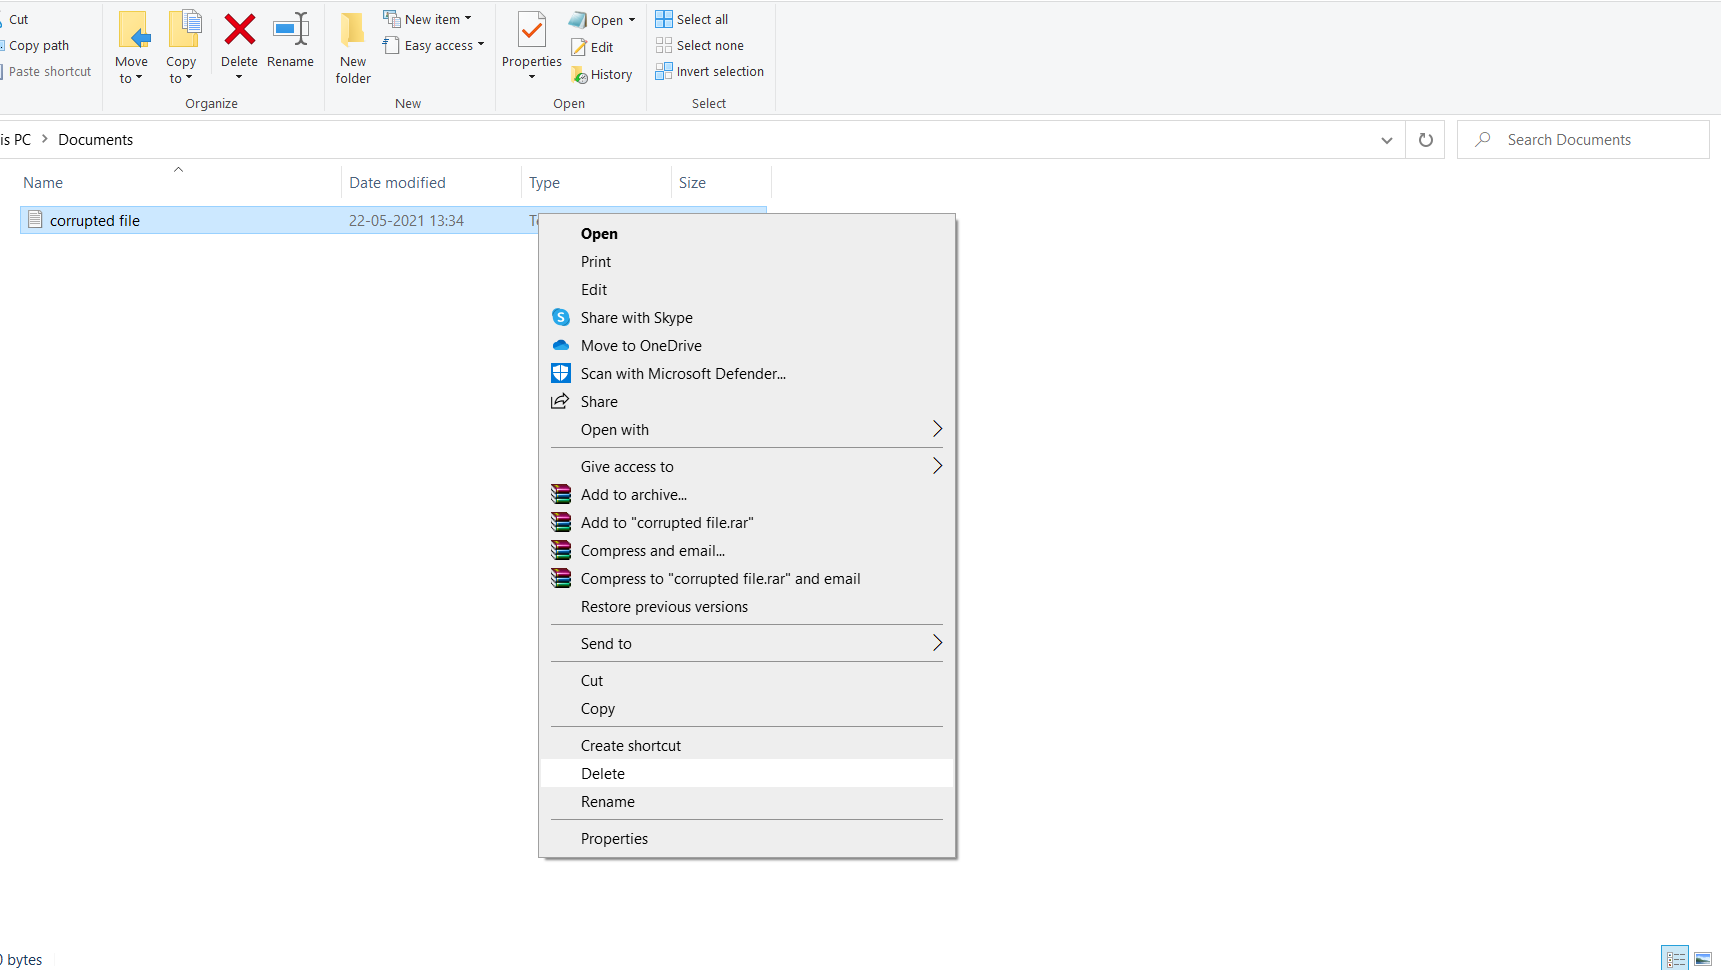 Cut
Copy path
Paste shortcut
Move to
Copy to
Delete
Rename
Organize
New folder
New item
Easy access
New
Properties
Open
Edit
History
Open
Select all
Select none
Invert selection
Select
is PC > Documents
Search Documents
Name Date modified Type Size
corrupted file 22-05-2021 13:34
Open
Print
Edit
Share with Skype
Move to OneDrive
Scan with Microsoft Defender...
Share
Open with
Give access to
Add to archive...
Add to "corrupted file.rar"
Compress and email...
Compress to "corrupted file.rar" and email
Restore previous versions
Send to
Cut
Copy
Create shortcut
Delete
Rename
Properties
bytes